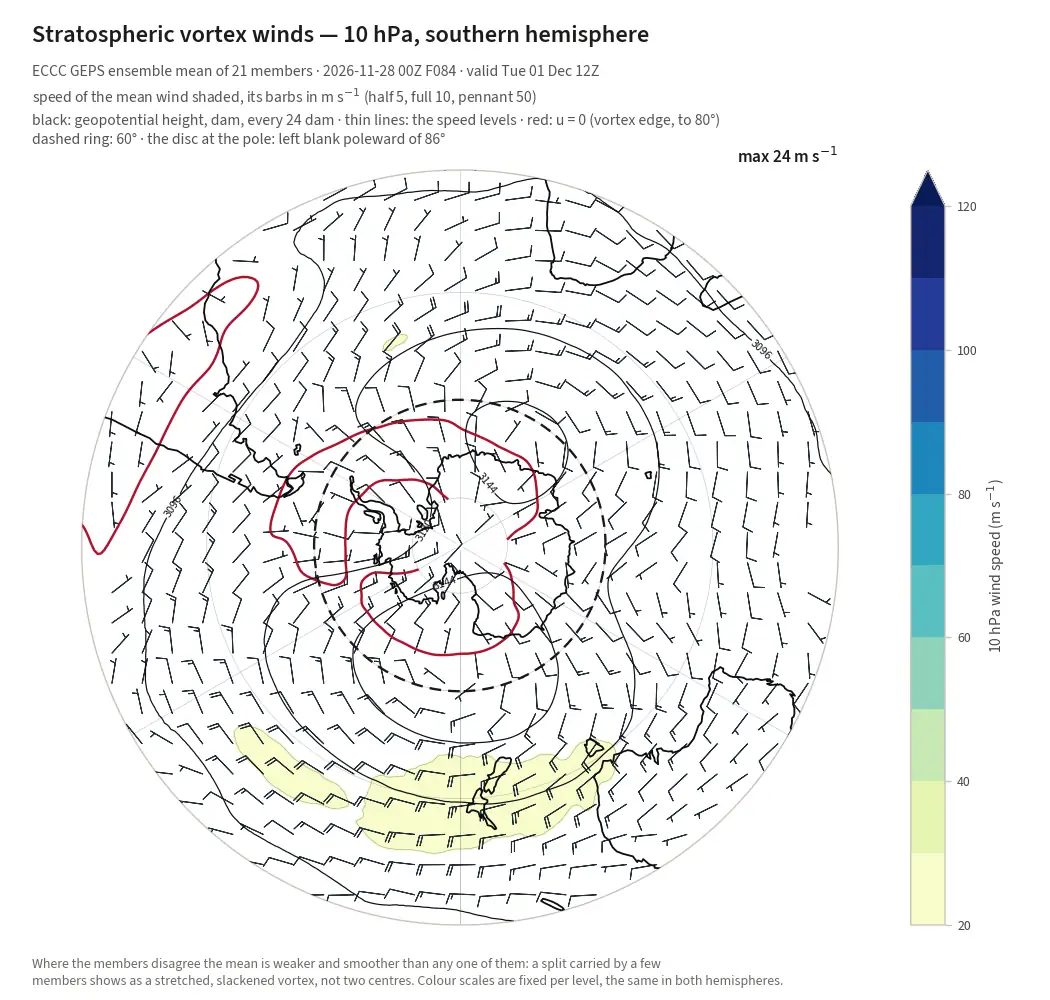 Stratospheric vortex winds — 10 hPa, southern hemisphere
ECCC GEPS ensemble mean of 21 members · 2026-11-28 00Z F084 · valid Tue 01 Dec 12Z
speed of the mean wind shaded, its barbs in m s⁻¹ (half 5, full 10, pennant 50)
black: geopotential height, dam, every 24 dam · thin lines: the speed levels · red: u = 0 (vortex edge, to 80°)
dashed ring: 60° · the disc at the pole: left blank poleward of 86°
max 24 m s⁻¹
120
100
80
60
40
20
10 hPa wind speed (m s⁻¹)
3096
3144
3096
3144
Where the members disagree the mean is weaker and smoother than any one of them: a split carried by a few
members shows as a stretched, slackened vortex, not two centres. Colour scales are fixed per level, the same in both hemispheres.